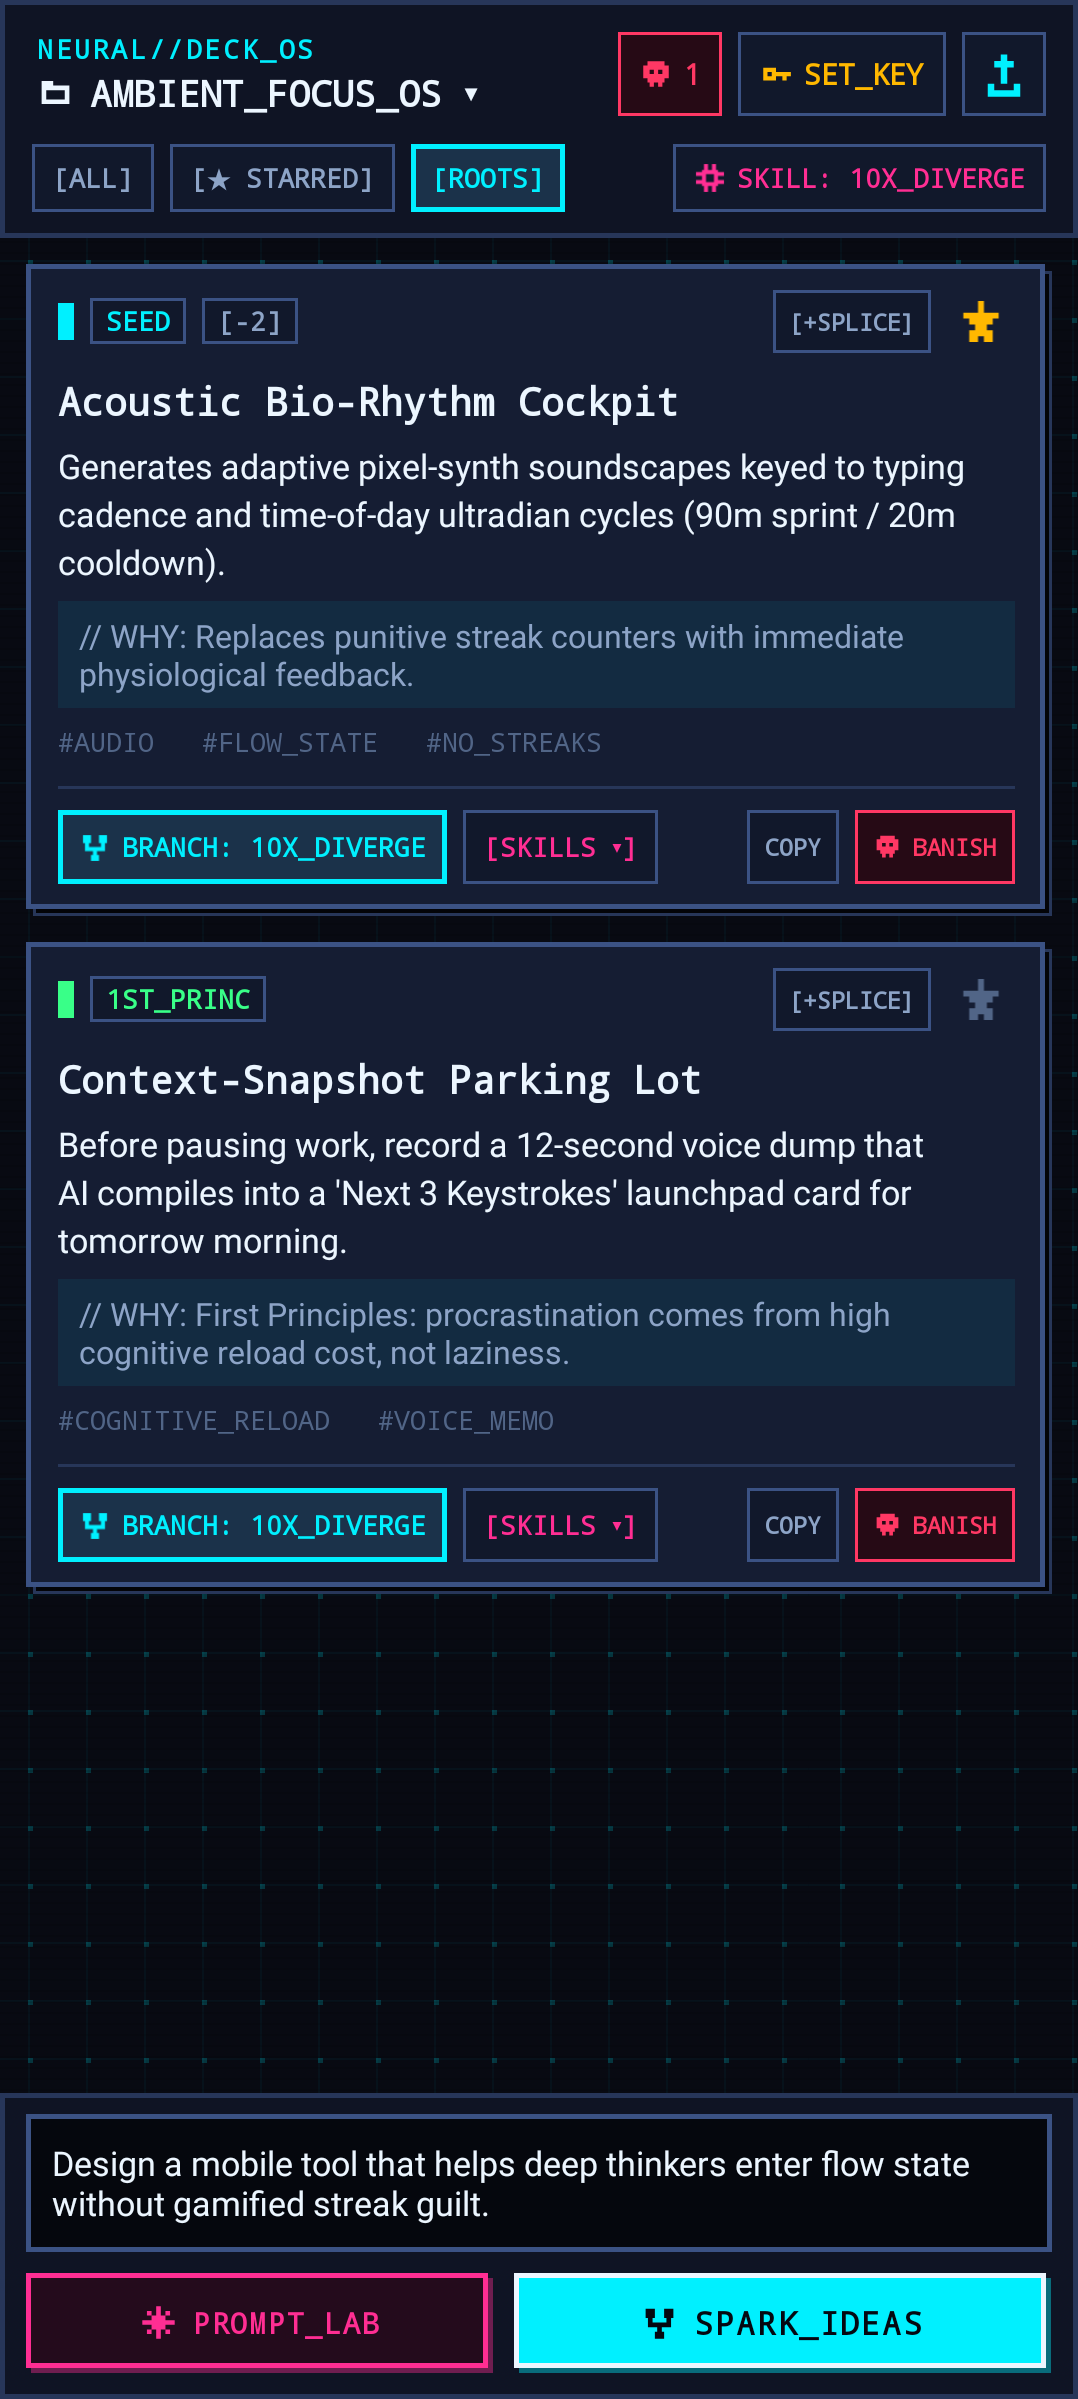 NEURAL//DECK_OS
AMBIENT_FOCUS_OS ▼
1
SET_KEY
[ALL]
[★ STARRED]
[ROOTS]
SKILL: 10X_DIVERGE
SEED
[-2]
[+SPLICE]
Acoustic Bio-Rhythm Cockpit
Generates adaptive pixel-synth soundscapes keyed to typing
cadence and time-of-day ultradian cycles (90m sprint / 20m
cooldown).
// WHY: Replaces punitive streak counters with immediate
physiological feedback.
#AUDIO #FLOW_STATE #NO_STREAKS
BRANCH: 10X_DIVERGE
[SKILLS ▾]
COPY
BANISH
1ST_PRINC
[+SPLICE]
Context-Snapshot Parking Lot
Before pausing work, record a 12-second voice dump that
AI compiles into a 'Next 3 Keystrokes' launchpad card for
tomorrow morning.
// WHY: First Principles: procrastination comes from high
cognitive reload cost, not laziness.
#COGNITIVE_RELOAD #VOICE_MEMO
BRANCH: 10X_DIVERGE
[SKILLS ▾]
COPY
BANISH
Design a mobile tool that helps deep thinkers enter flow state
without gamified streak guilt.
PROMPT_LAB
SPARK_IDEAS